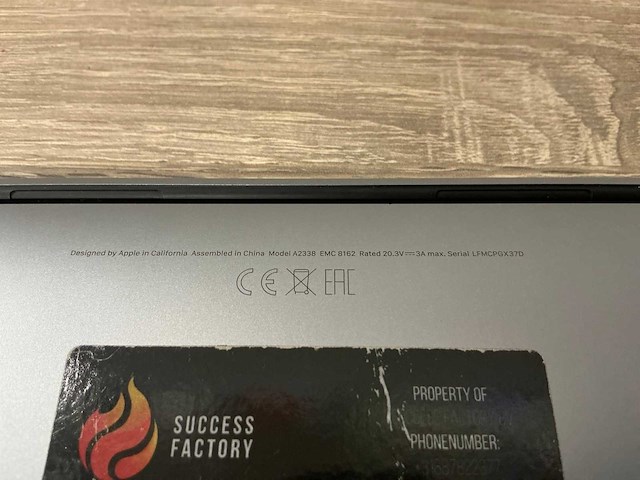 Designed by Apple in California Assembled in China Model A2338 EMC 8162 Rated 20.3V⎓3A max. Serial LFMCPGX37D
CE EAC
SUCCESS
FACTORY
PROPERTY OF
PHONENUMBER: